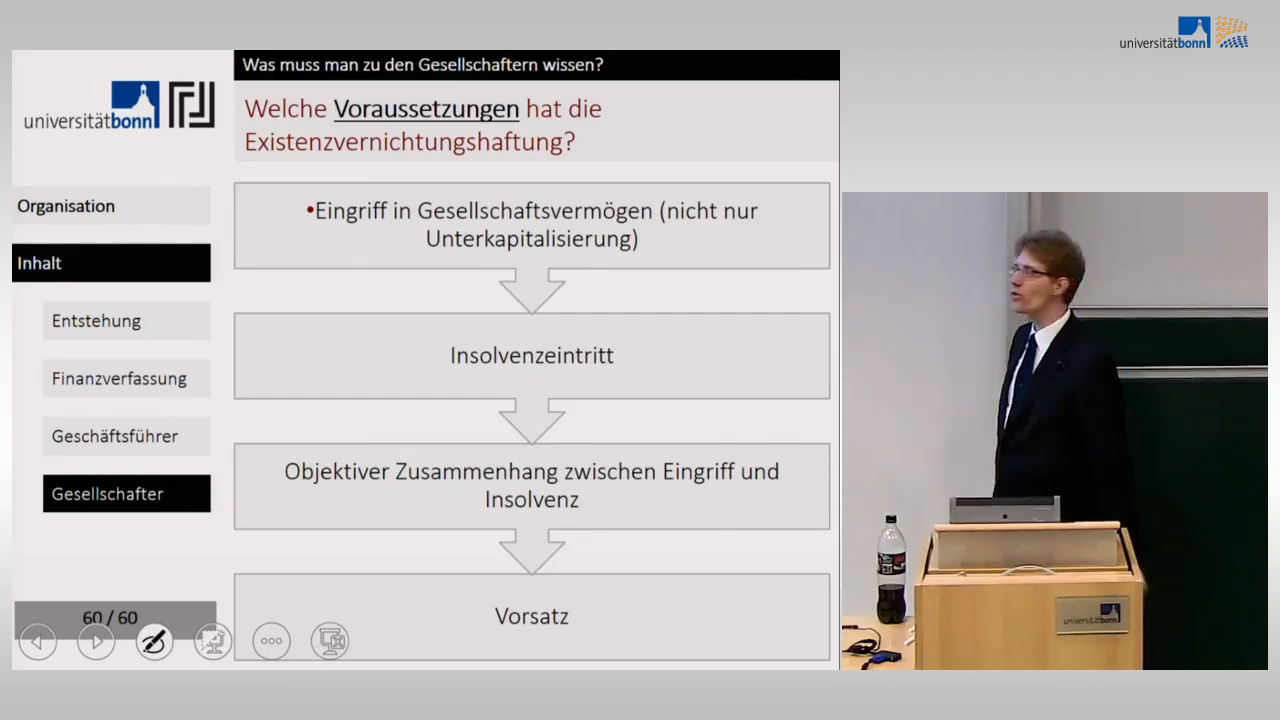 universitätbonn
Was muss man zu den Gesellschaftern wissen?
universitätbonn
Welche Voraussetzungen hat die
Existenzvernichtungshaftung?
Organisation
Inhalt
Entstehung
Finanzverfassung
Geschäftsführer
Gesellschafter
60 / 60
•Eingriff in Gesellschaftsvermögen (nicht nur
Unterkapitalisierung)
Insolvenzeintritt
Objektiver Zusammenhang zwischen Eingriff und
Insolvenz
Vorsatz
universitätbonn